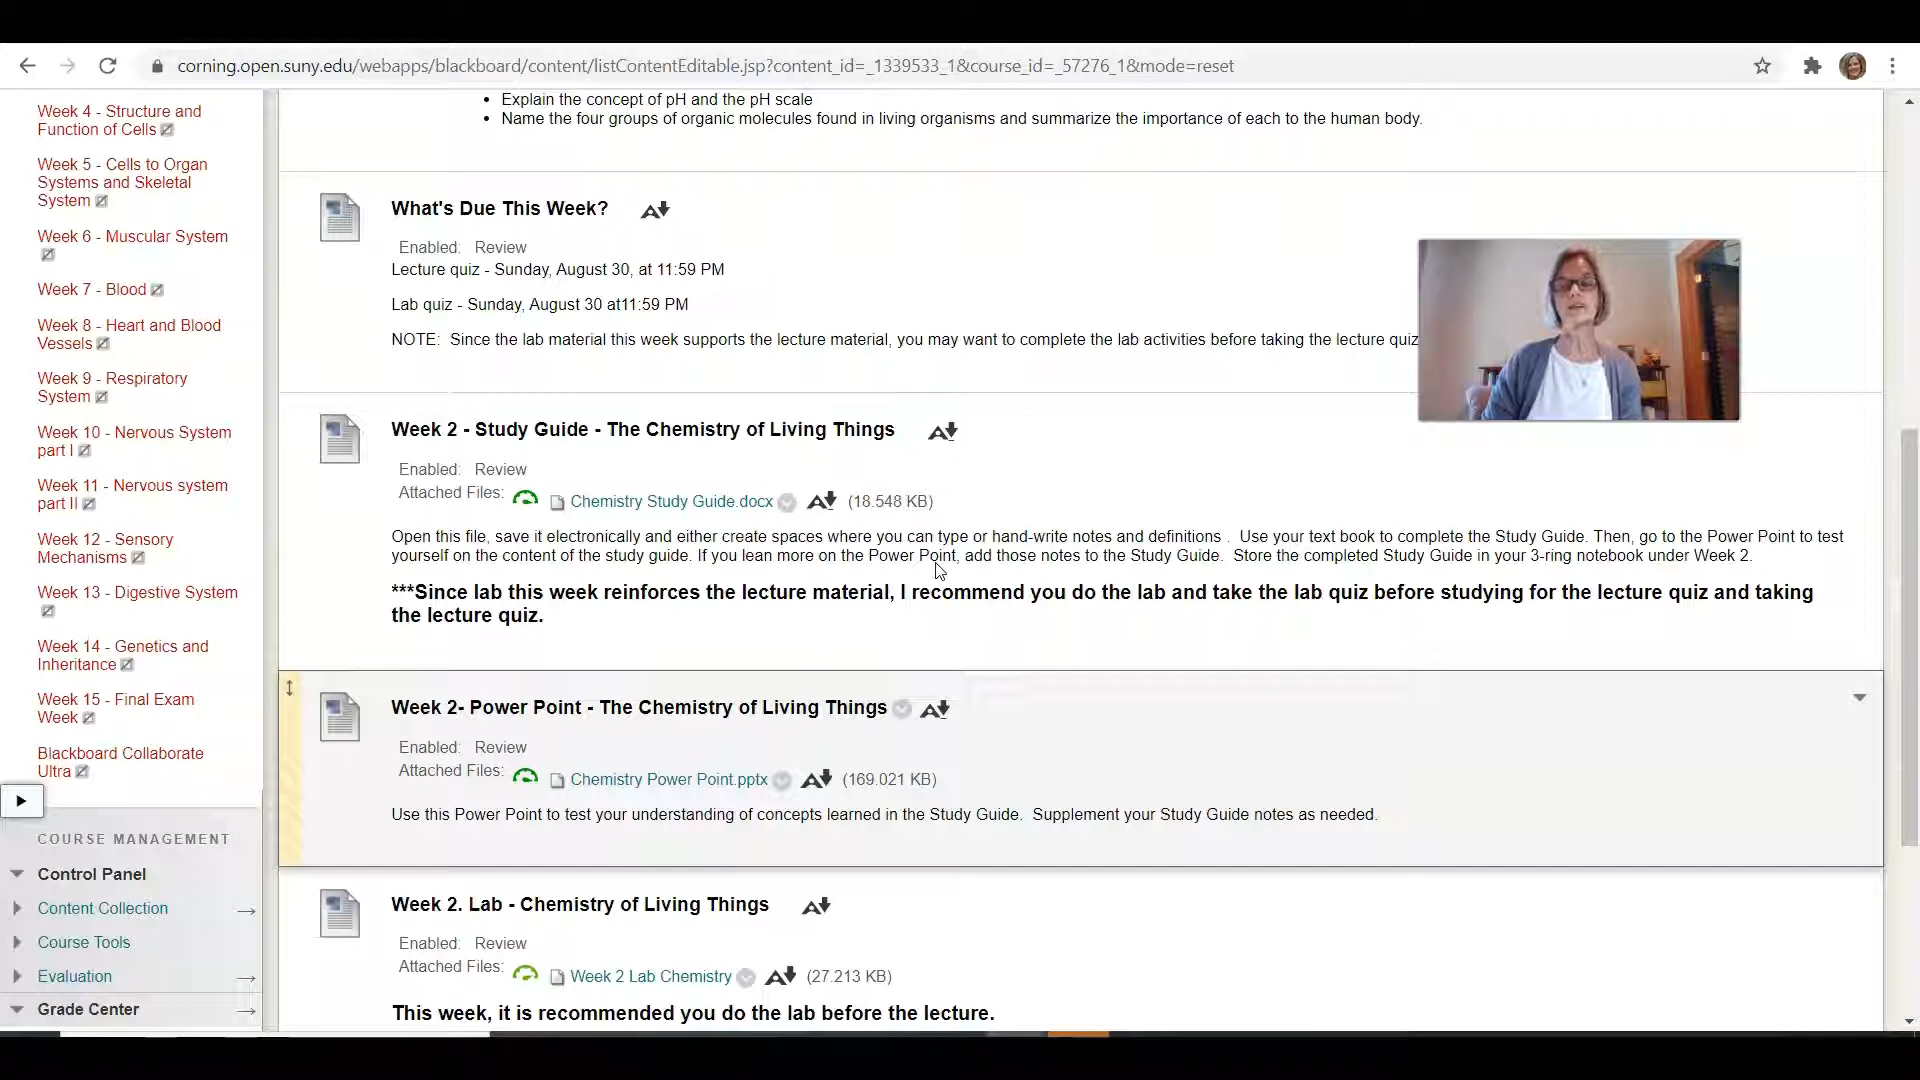 corning.open.suny.edu/webapps/blackboard/content/listContentEditable.jsp?content_id=_1339533_1&course_id=_57276_1&mode=reset
Week 4 - Structure and
Function of Cells
Week 5 - Cells to Organ
Systems and Skeletal
System
Week 6 - Muscular System
Week 7 - Blood
Week 8 - Heart and Blood
Vessels
Week 9 - Respiratory
System
Week 10 - Nervous System
part I
Week 11 - Nervous system
part II
Week 12 - Sensory
Mechanisms
Week 13 - Digestive System
Week 14 - Genetics and
Inheritance
Week 15 - Final Exam
Week
Blackboard Collaborate
Ultra
COURSE MANAGEMENT
Control Panel
Content Collection
Course Tools
Evaluation
Grade Center
• Explain the concept of pH and the pH scale
• Name the four groups of organic molecules found in living organisms and summarize the importance of each to the human body.
What's Due This Week?
Enabled: Review
Lecture quiz - Sunday, August 30, at 11:59 PM
Lab quiz - Sunday, August 30 at11:59 PM
NOTE: Since the lab material this week supports the lecture material, you may want to complete the lab activities before taking the lecture quiz
Week 2 - Study Guide - The Chemistry of Living Things
Enabled: Review
Attached Files: Chemistry Study Guide.docx (18.548 KB)
Open this file, save it electronically and either create spaces where you can type or hand-write notes and definitions . Use your text book to complete the Study Guide. Then, go to the Power Point to test
yourself on the content of the study guide. If you lean more on the Power Point, add those notes to the Study Guide. Store the completed Study Guide in your 3-ring notebook under Week 2.
***Since lab this week reinforces the lecture material, I recommend you do the lab and take the lab quiz before studying for the lecture quiz and taking
the lecture quiz.
Week 2- Power Point - The Chemistry of Living Things
Enabled: Review
Attached Files: Chemistry Power Point.pptx (169.021 KB)
Use this Power Point to test your understanding of concepts learned in the Study Guide. Supplement your Study Guide notes as needed.
Week 2. Lab - Chemistry of Living Things
Enabled: Review
Attached Files: Week 2 Lab Chemistry (27.213 KB)
This week, it is recommended you do the lab before the lecture.